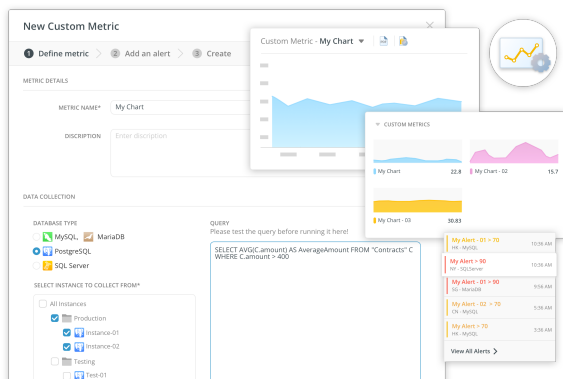 New Custom Metric
1 Define metric
2 Add an alert
3 Create
METRIC DETAILS
METRIC NAME*
My Chart
DISCRIPTION
Enter discription
DATA COLLECTION
DATABASE TYPE
MySQL, MariaDB
PostgreSQL
SQL Server
SELECT INSTANCE TO COLLECT FROM*
All Instances
Production
Instance-01
Instance-02
Testing
Test-01
QUERY
Please test the query before running it here!
SELECT AVG(C.amount) AS AverageAmount FROM "Contracts" C
WHERE C.amount > 400
Custom Metric - My Chart
CUSTOM METRICS
My Chart 22.8
My Chart - 02 15.7
My Chart - 03 30.83
My Alert - 01 > 70
HK - MySQL
10:36 AM
My Alert > 90
NY - SQLServer
10:36 AM
My Alert - 01 > 90
SG - MariaDB
9:56 AM
My Alert - 02 > 70
CN - MySQL
5:36 AM
My Alert > 70
HK - MySQL
3:36 AM
View All Alerts